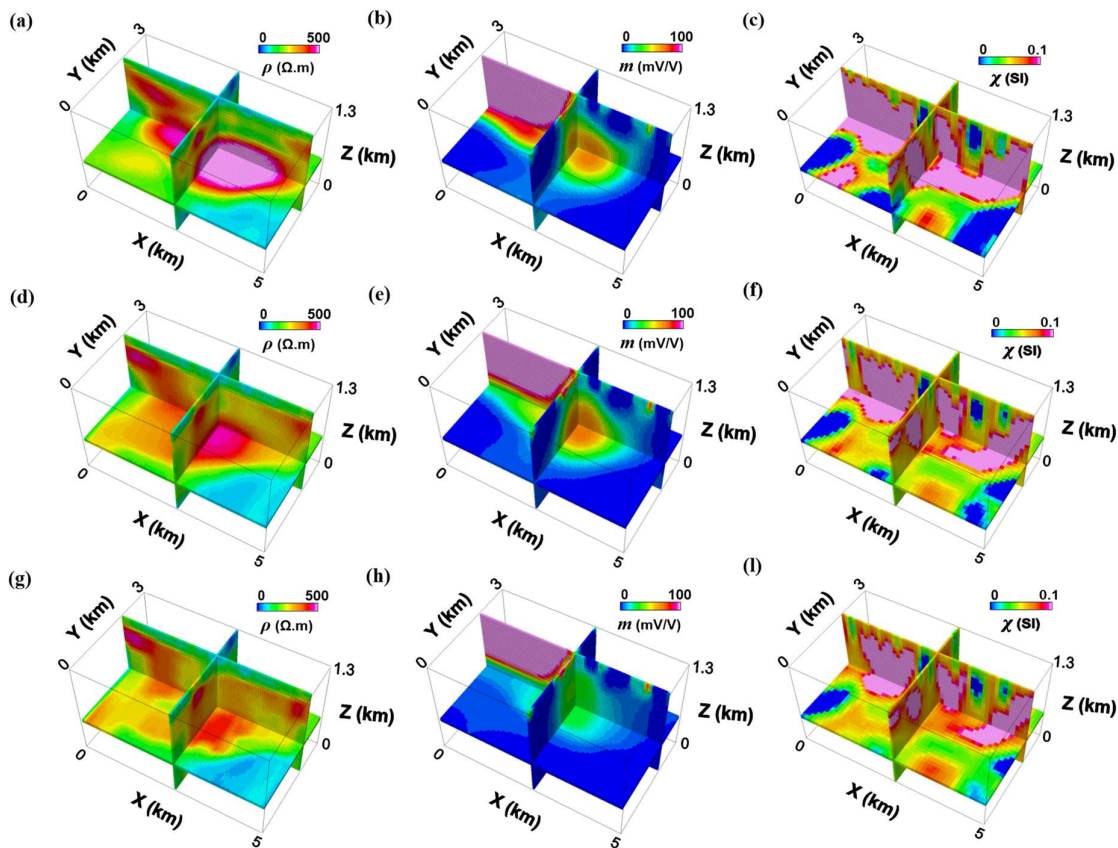 (a)
0 500
ρ (Ω.m)
3
Y (km)
0
1.3
Z (km)
0
0
X (km)
5
(b)
0 100
m (mV/V)
3
Y (km)
0
1.3
Z (km)
0
0
X (km)
5
(c)
0 0.1
χ (SI)
3
Y (km)
0
1.3
Z (km)
0
0
X (km)
5
(d)
0 500
ρ (Ω.m)
3
Y (km)
0
1.3
Z (km)
0
0
X (km)
5
(e)
0 100
m (mV/V)
3
Y (km)
0
1.3
Z (km)
0
0
X (km)
5
(f)
0 0.1
χ (SI)
3
Y (km)
0
1.3
Z (km)
0
0
X (km)
5
(g)
0 500
ρ (Ω.m)
3
Y (km)
0
1.3
Z (km)
0
0
X (km)
5
(h)
0 100
m (mV/V)
3
Y (km)
0
1.3
Z (km)
0
0
X (km)
5
(l)
0 0.1
χ (SI)
3
Y (km)
0
1.3
Z (km)
0
0
X (km)
5